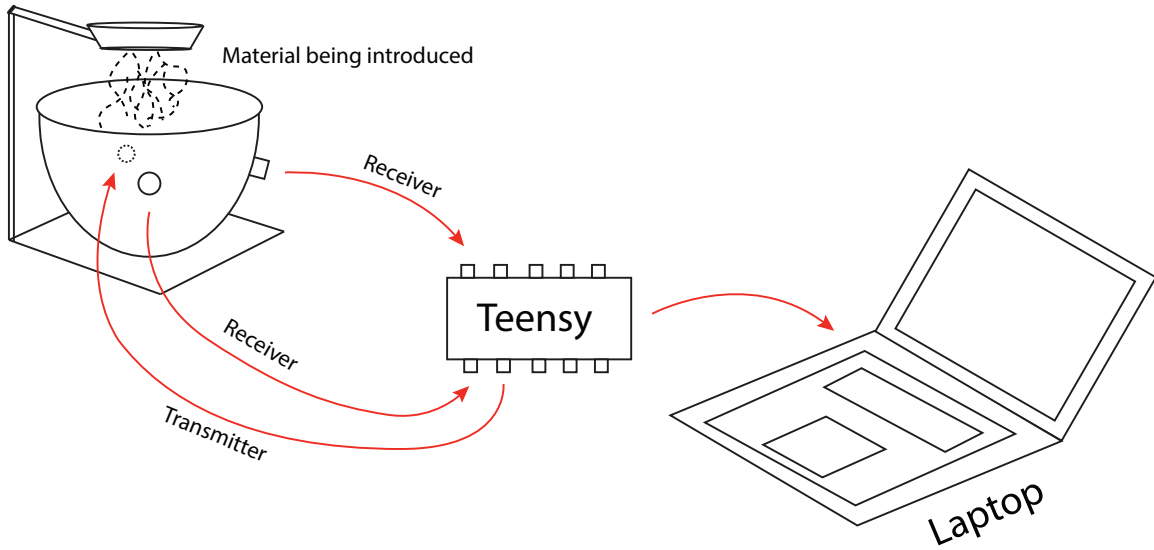 Material being introduced
Receiver
Teensy
Receiver
Transmitter
Laptop